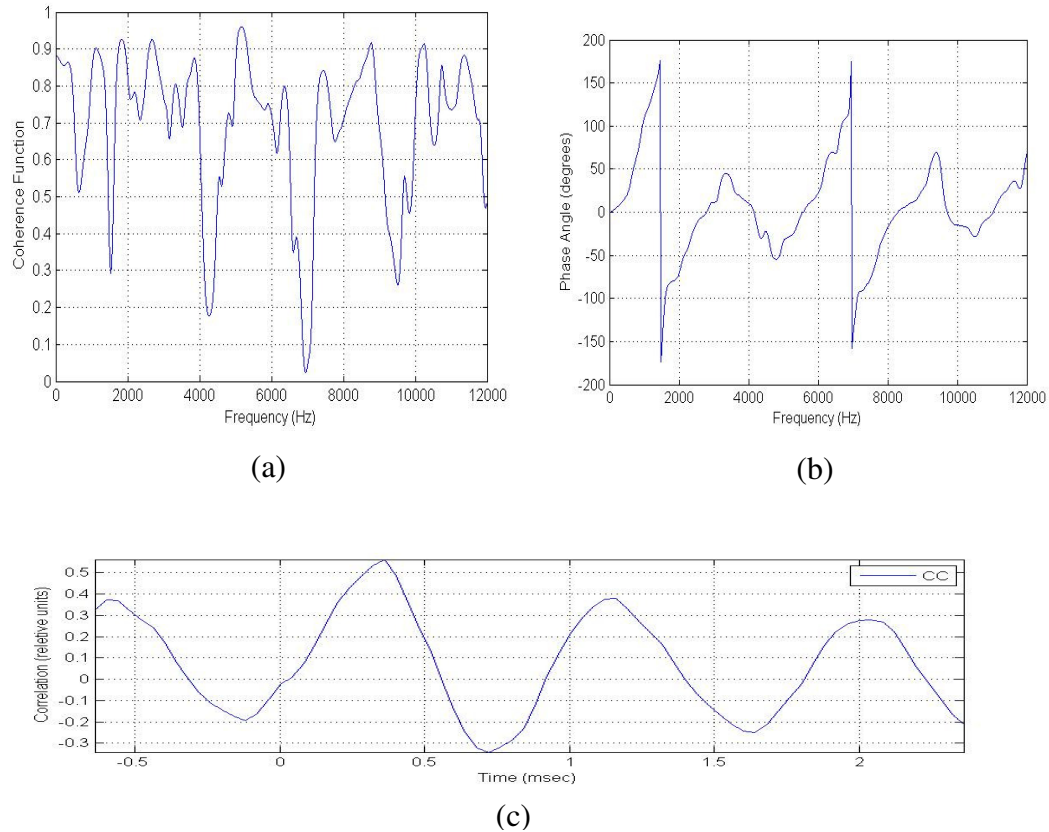 1
0.9
0.8
0.7
0.6
0.5
0.4
0.3
0.2
0.1
0
Coherence Function
0 2000 4000 6000 8000 10000 12000
Frequency (Hz)
(a)
200
150
100
50
0
-50
-100
-150
-200
Phase Angle (degrees)
0 2000 4000 6000 8000 10000 12000
Frequency (Hz)
(b)
0.5
0.4
0.3
0.2
0.1
0
-0.1
-0.2
-0.3
Correlation (reletive units)
CC
-0.5 0 0.5 1 1.5 2
Time (msec)
(c)